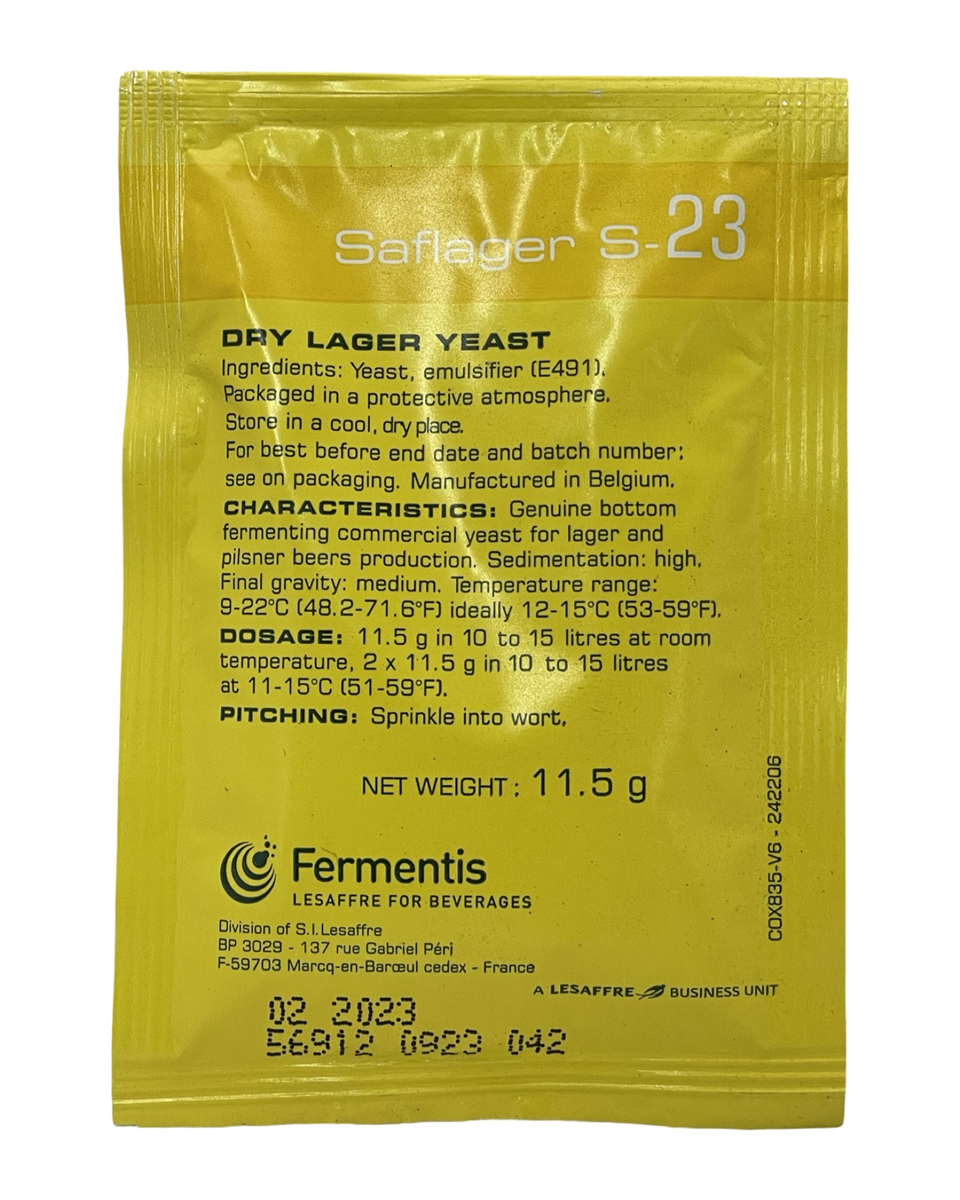 Saflager S-23
DRY LAGER YEAST
Ingredients: Yeast, emulsifier (E491).
Packaged in a protective atmosphere.
Store in a cool, dry place.
For best before end date and batch number:
see on packaging. Manufactured in Belgium.
CHARACTERISTICS: Genuine bottom
fermenting commercial yeast for lager and
pilsner beers production. Sedimentation: high.
Final gravity: medium. Temperature range:
9-22°C (48.2-71.6°F) ideally 12-15°C (53-59°F).
DOSAGE: 11.5 g in 10 to 15 litres at room
temperature, 2 x 11.5 g in 10 to 15 litres
at 11-15°C (51-59°F).
PITCHING: Sprinkle into wort.
NET WEIGHT: 11.5 g
COX835-V6 - 242206
Fermentis
LESAFFRE FOR BEVERAGES
Division of S.I.Lesaffre
BP 3029 - 137 rue Gabriel Péri
F-59703 Marcq-en-Barœul cedex - France
A LESAFFRE BUSINESS UNIT
02 2023
56912 0923 042